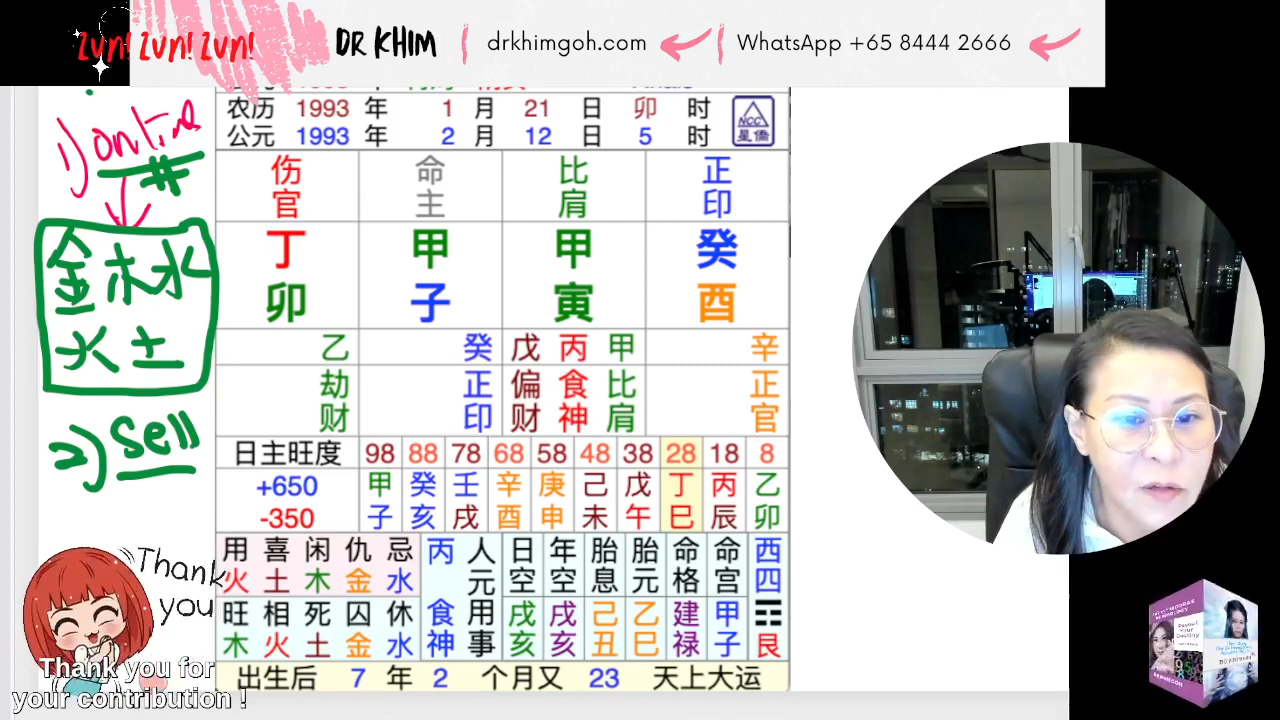 Zun! Zun! Zun! DR KHIM drkhimgoh.com WhatsApp +65 8444 2666
农历 1993 年 1 月 21 日 卯 时
公元 1993 年 2 月 12 日 5 时
NCC
星僑
伤官 命主 比肩 正印
丁 甲 甲 癸
卯 子 寅 酉
乙 癸 戊 丙 甲 辛
劫财 正印 偏财 食神 比肩 正官
日主旺度 98 88 78 68 58 48 38 28 18 8
+650 甲 癸 壬 辛 庚 己 戊 丁 丙 乙
-350 子 亥 戌 酉 申 未 午 巳 辰 卯
用 喜 闲 仇 忌 丙 人 日 年 胎 胎 命 命 西
火 土 木 金 水 元 空 空 息 元 格 宫 四
旺 相 死 囚 休 食 用 戌 戌 己 乙 建 甲 ䷳
木 火 土 金 水 神 事 亥 亥 丑 巳 禄 子 艮
出生后 7 年 2 个月又 23 天上大运
1)
#
金木水
火土
2) Sell
Thank you
Thank you for
your contribution !
Reveal
Your
Destiny